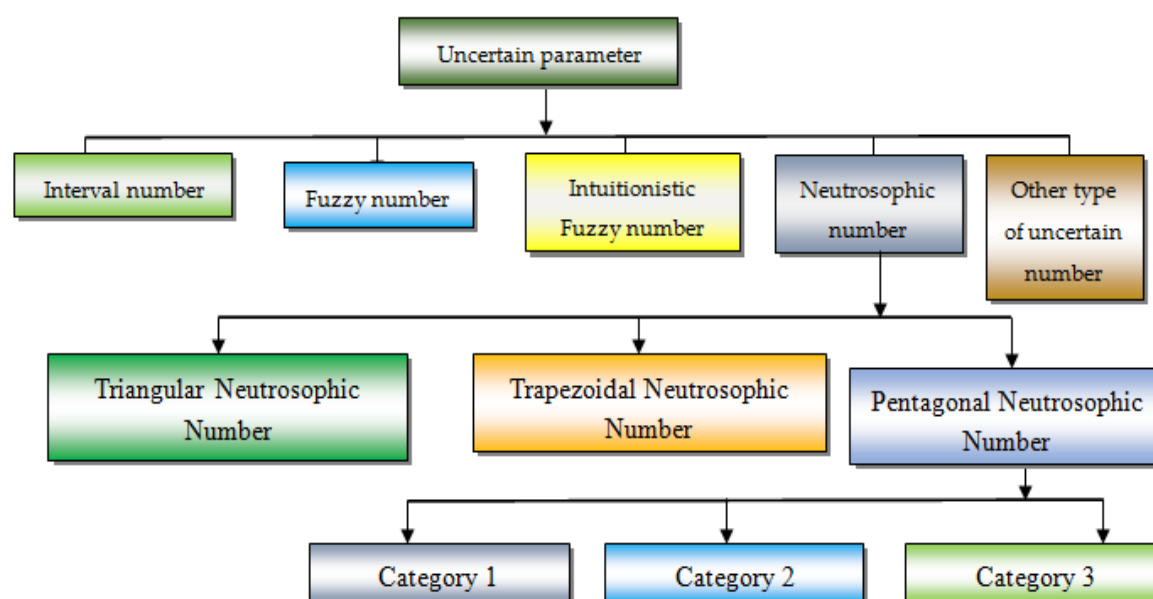 Uncertain parameter
Interval number
Fuzzy number
Intuitionistic
Fuzzy number
Neutrosophic
number
Other type
of uncertain
number
Triangular Neutrosophic
Number
Trapezoidal Neutrosophic
Number
Pentagonal Neutrosophic
Number
Category 1
Category 2
Category 3